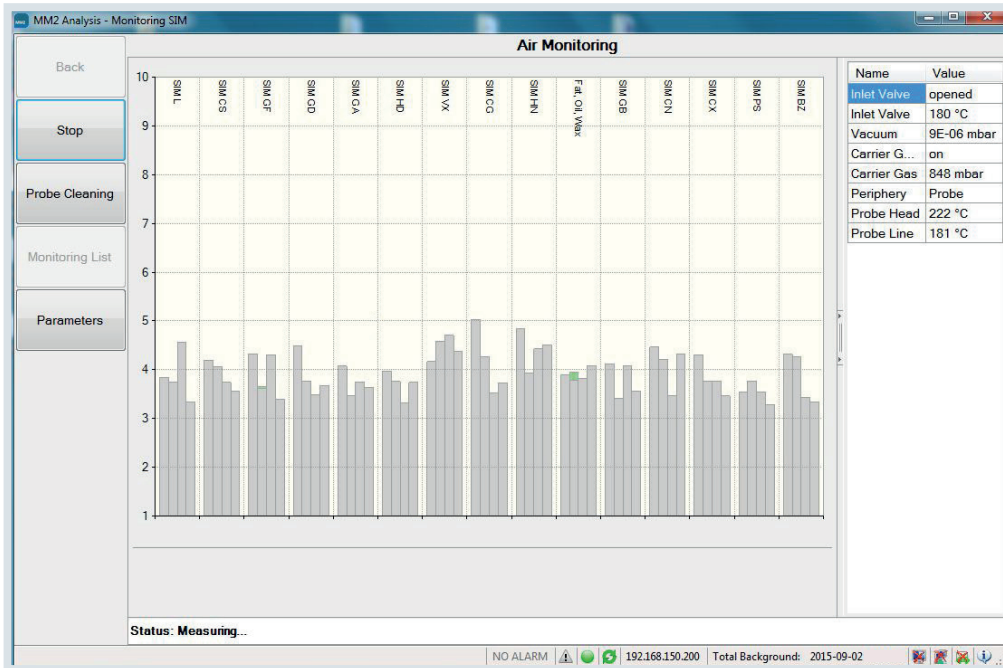 MM2 Analysis - Monitoring SIM
Air Monitoring
Back
Stop
Probe Cleaning
Monitoring List
Parameters
10
9
8
7
6
5
4
3
2
1
SIM L
SIM CS
SIM GF
SIM GD
SIM GA
SIM HD
SIM VX
SIM CG
SIM HN
Fat, Oil, Wax
SIM GB
SIM CN
SIM CX
SIM PS
SIM BZ
Name Value
Inlet Valve opened
Inlet Valve 180 °C
Vacuum 9E-06 mbar
Carrier G... on
Carrier Gas 848 mbar
Periphery Probe
Probe Head 222 °C
Probe Line 181 °C
Status: Measuring...
NO ALARM 192.168.150.200 Total Background: 2015-09-02